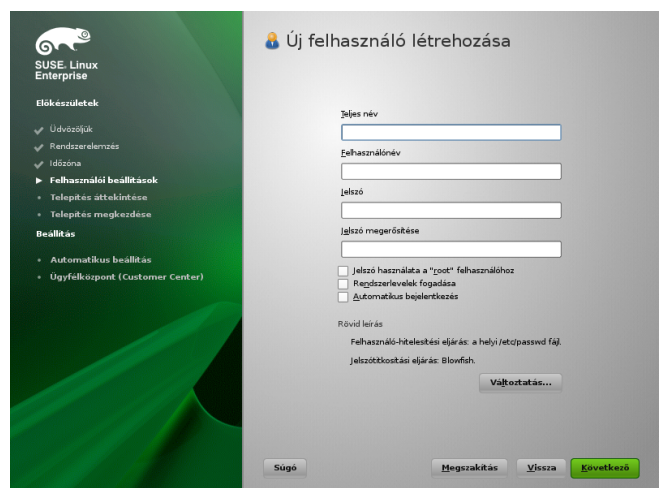 SUSE. Linux
Enterprise
Előkészületek
Üdvözöljük
Rendszerelemzés
Időzóna
Felhasználói beállítások
Telepítés áttekintése
Telepítés megkezdése
Beállítás
Automatikus beállítás
Ügyfélközpont (Customer Center)
Új felhasználó létrehozása
Teljes név
Felhasználónév
Jelszó
Jelszó megerősítése
Jelszó használata a "root" felhasználóhoz
Rendszerlevelek fogadása
Automatikus bejelentkezés
Rövid leírás
Felhasználó-hitelesítési eljárás: a helyi /etc/passwd fájl.
Jelszótitkosítási eljárás: Blowfish.
Változtatás...
Súgó
Megszakítás
Vissza
Következő